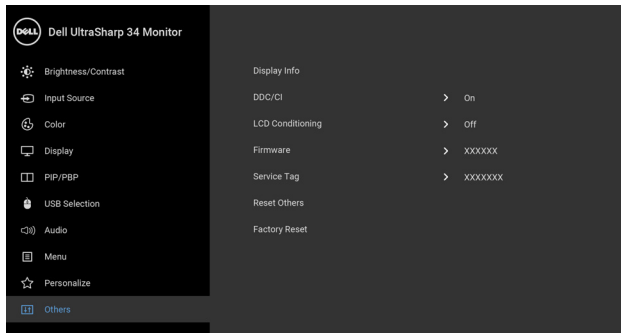 DELL Dell UltraSharp 34 Monitor
Brightness/Contrast
Input Source
Color
Display
PIP/PBP
USB Selection
Audio
Menu
Personalize
Others
Display Info
DDC/CI > On
LCD Conditioning > Off
Firmware > XXXXXX
Service Tag > XXXXXXX
Reset Others
Factory Reset